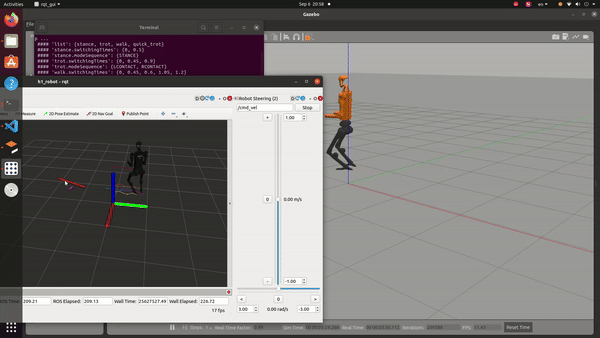 Activities
rqt_gui
Sep 6 20:58
en
Gazebo
Terminal
#### `list': {stance, trot, walk, quick_trot}
#### `stance.switchingTimes': {0, 0.5}
#### `stance.modeSequence': {STANCE}
#### `trot.switchingTimes': {0, 0.45, 0.9}
#### `trot.modeSequence': {LCONTACT, RCONTACT}
#### `walk.switchingTimes': {0, 0.45, 0.6, 1.05, 1.2}
h1_robot - rqt
Robot Steering (2)
/cmd_vel
Stop
Measure
2D Pose Estimate
2D Nav Goal
Publish Point
+
1.00
0
0.00 m/s
-
-1.00
<
0
>
3.00
0.00 rad/s
-3.00
ROS Time:
209.21
ROS Elapsed:
209.13
Wall Time:
Wall Elapsed:
226.72
17 fps
Real Time Factor:
Sim Time:
Real Time:
Iterations:
FPS:
Reset Time